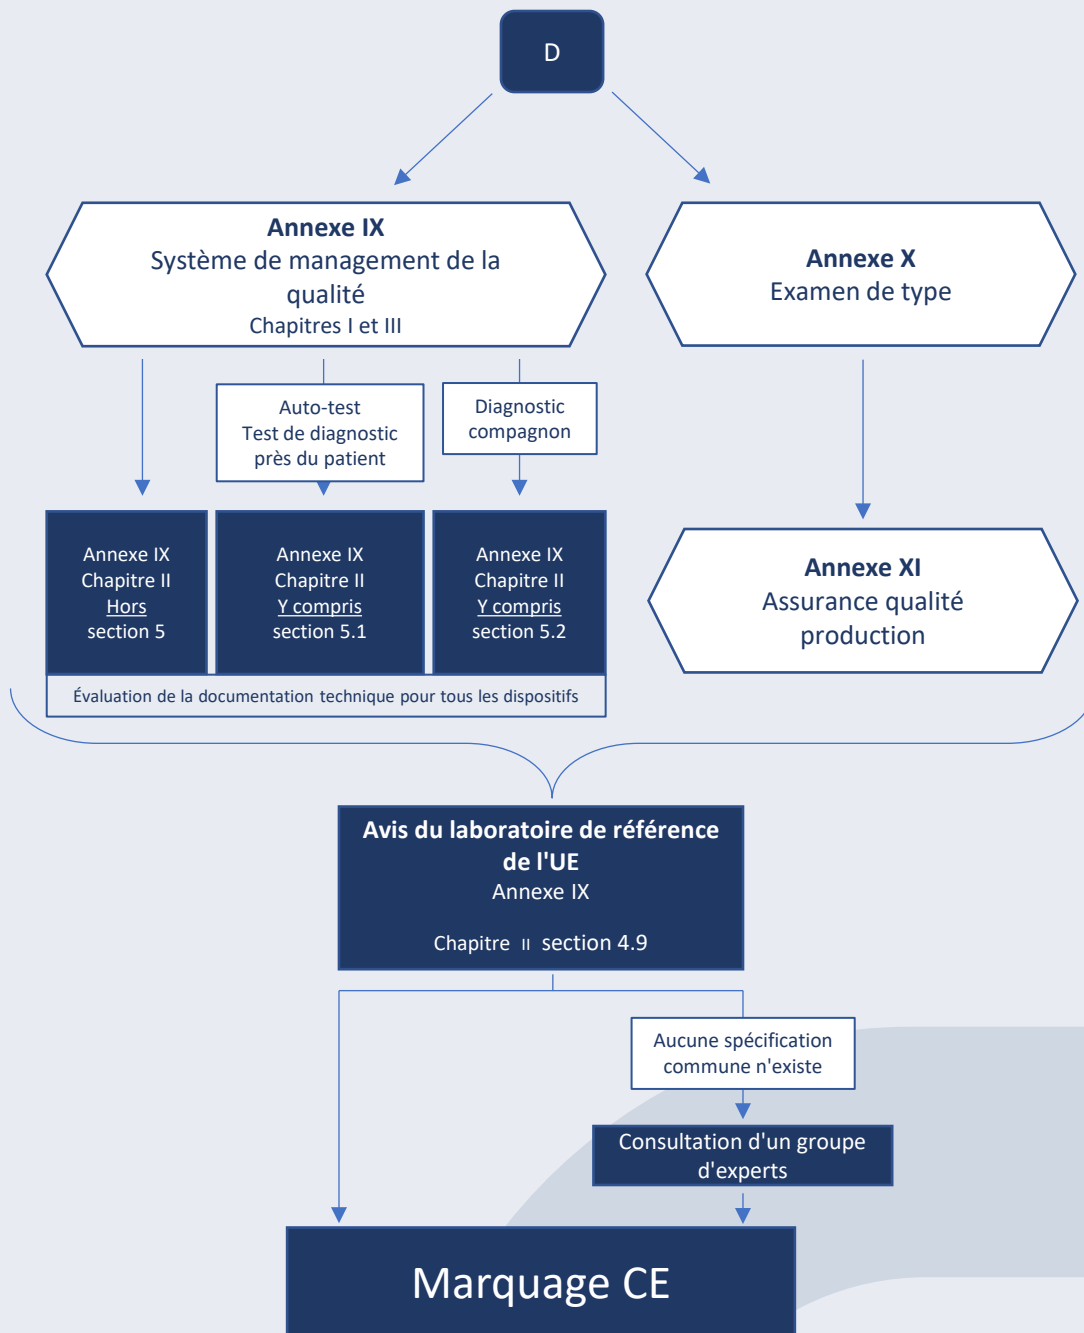 D
Annexe IX
Système de management de la
qualité
Chapitres I et III
Annexe X
Examen de type
Auto-test
Test de diagnostic
près du patient
Diagnostic
compagnon
Annexe IX
Chapitre II
Hors
section 5
Annexe IX
Chapitre II
Y compris
section 5.1
Annexe IX
Chapitre II
Y compris
section 5.2
Annexe XI
Assurance qualité
production
Évaluation de la documentation technique pour tous les dispositifs
Avis du laboratoire de référence
de l'UE
Annexe IX
Chapitre II section 4.9
Aucune spécification
commune n'existe
Consultation d'un groupe
d'experts
Marquage CE